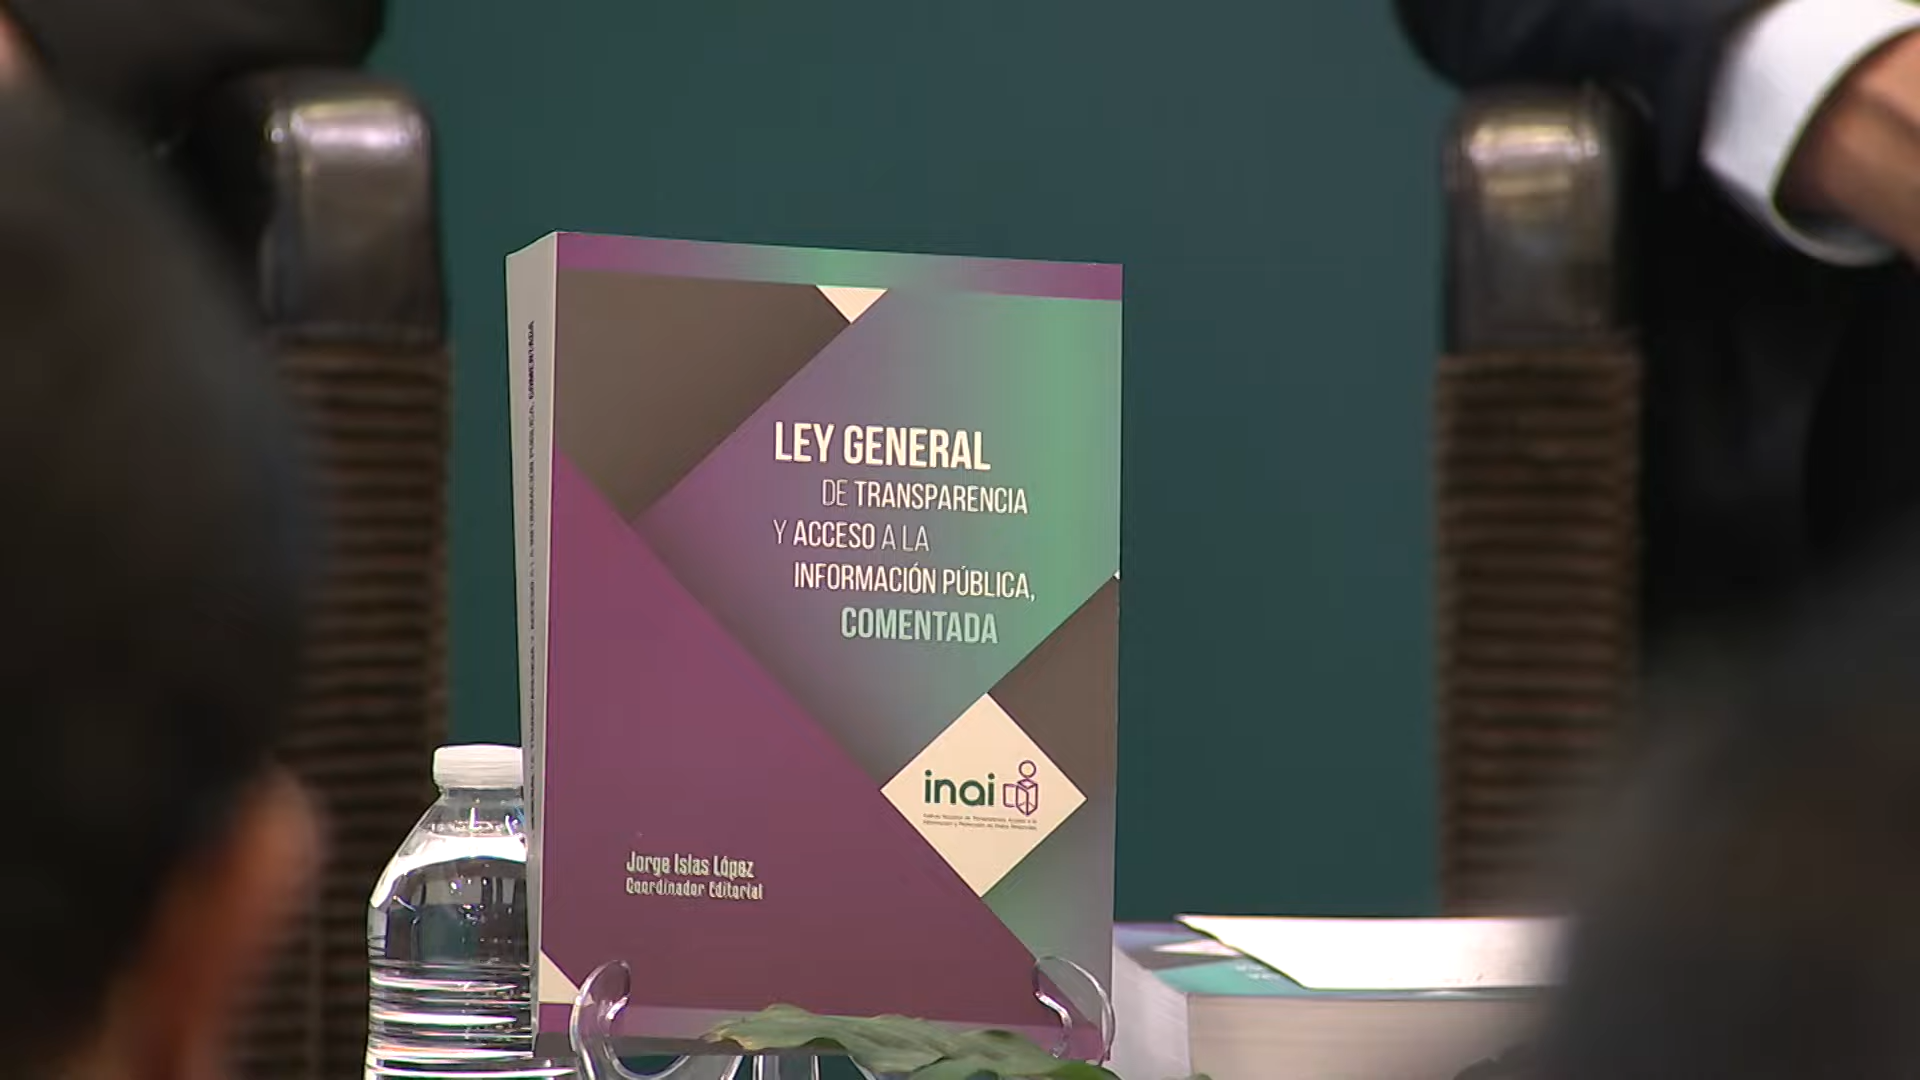 LEY GENERAL
DE TRANSPARENCIA
Y ACCESO A LA
INFORMACIÓN PÚBLICA,
COMENTADA
inai
Jorge Islas López
Coordinador Editorial